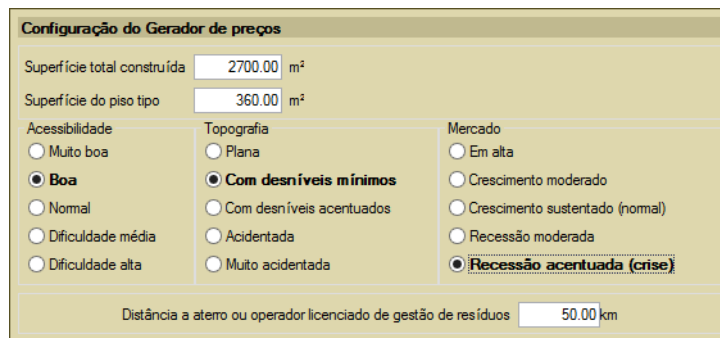 Configuração do Gerador de preços
Superfície total construída 2700.00 m²
Superfície do piso tipo 360.00 m²
Acessibilidade
Muito boa
Boa
Normal
Dificuldade média
Dificuldade alta
Topografia
Plana
Com desníveis mínimos
Com desníveis acentuados
Acidentada
Muito acidentada
Mercado
Em alta
Crescimento moderado
Crescimento sustentado (normal)
Recessão moderada
Recessão acentuada (crise)
Distância a aterro ou operador licenciado de gestão de resíduos 50.00 km